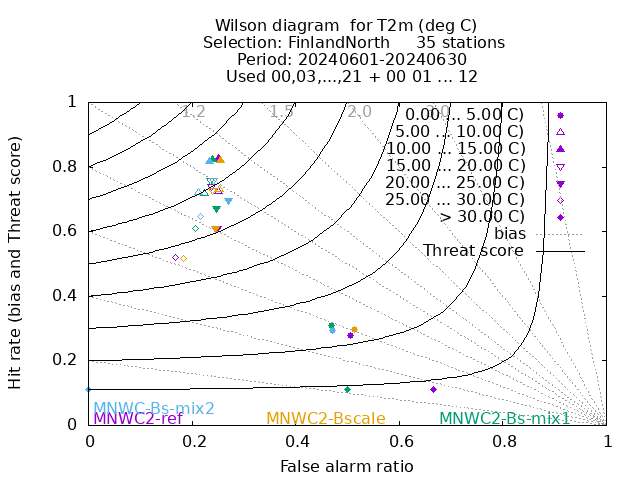 Wilson diagram  for T2m (deg C)
Selection: FinlandNorth     35 stations
Period: 20240601-20240630
Used 00,03,...,21 + 00 01 ... 12
Hit rate (bias and Threat score)
1
0.8
0.6
0.4
0.2
0
1.2
1.5
2.0
3.0
0.00 ... 5.00 C)
5.00 ... 10.00 C)
10.00 ... 15.00 C)
15.00 ... 20.00 C)
20.00 ... 25.00 C)
25.00 ... 30.00 C)
> 30.00 C)
bias
Threat score
MNWC-Bs-mix2
MNWC2-ref
MNWC2-Bscale
MNWC2-Bs-mix1
0
0.2
0.4
0.6
0.8
1
False alarm ratio